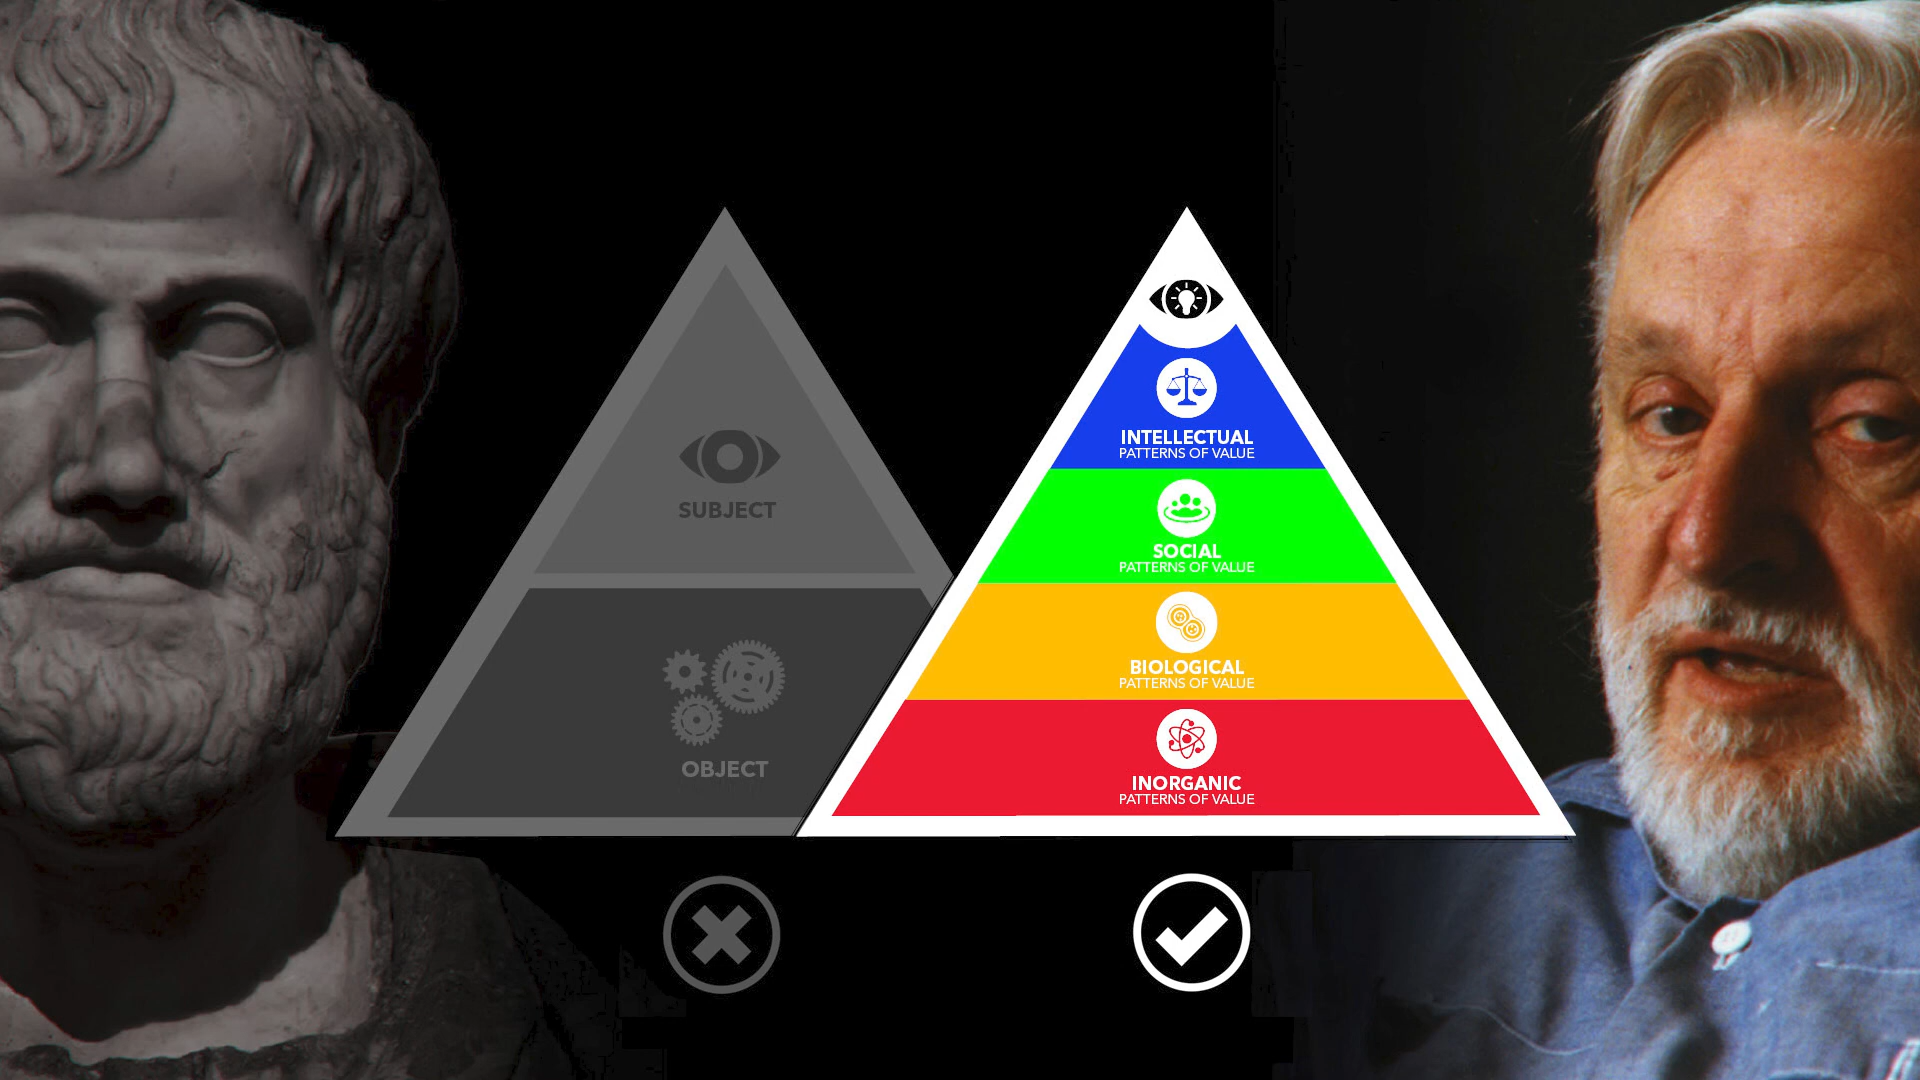 SUBJECT
OBJECT
INTELLECTUAL
PATTERNS OF VALUE
SOCIAL
PATTERNS OF VALUE
BIOLOGICAL
PATTERNS OF VALUE
INORGANIC
PATTERNS OF VALUE